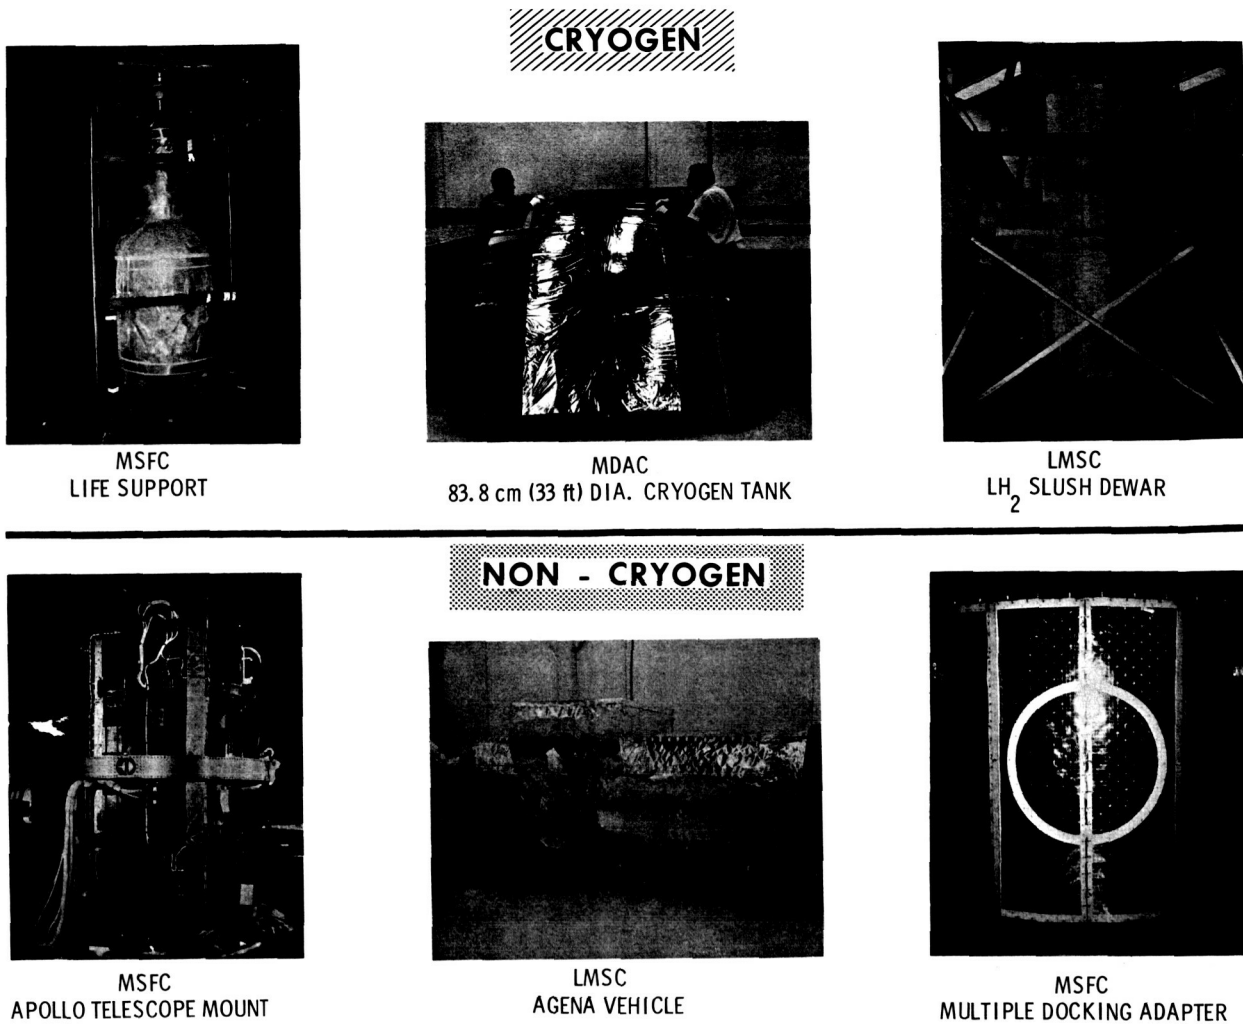 CRYOGEN
MSFC
LIFE SUPPORT
MDAC
83.8 cm (33 ft) DIA. CRYOGEN TANK
LMSC
LH2 SLUSH DEWAR
NON - CRYOGEN
MSFC
APOLLO TELESCOPE MOUNT
LMSC
AGENA VEHICLE
MSFC
MULTIPLE DOCKING ADAPTER